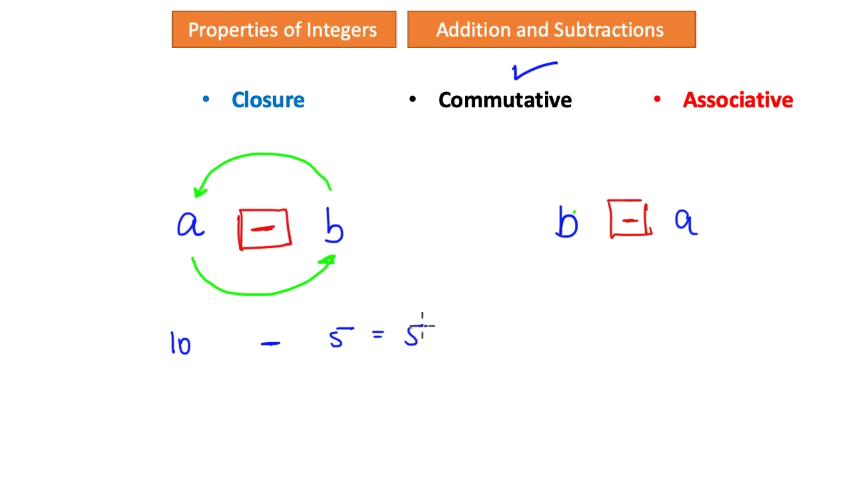 Properties of Integers Addition and Subtractions
• Closure • Commutative • Associative
a - b b - a
10 - 5 = 5